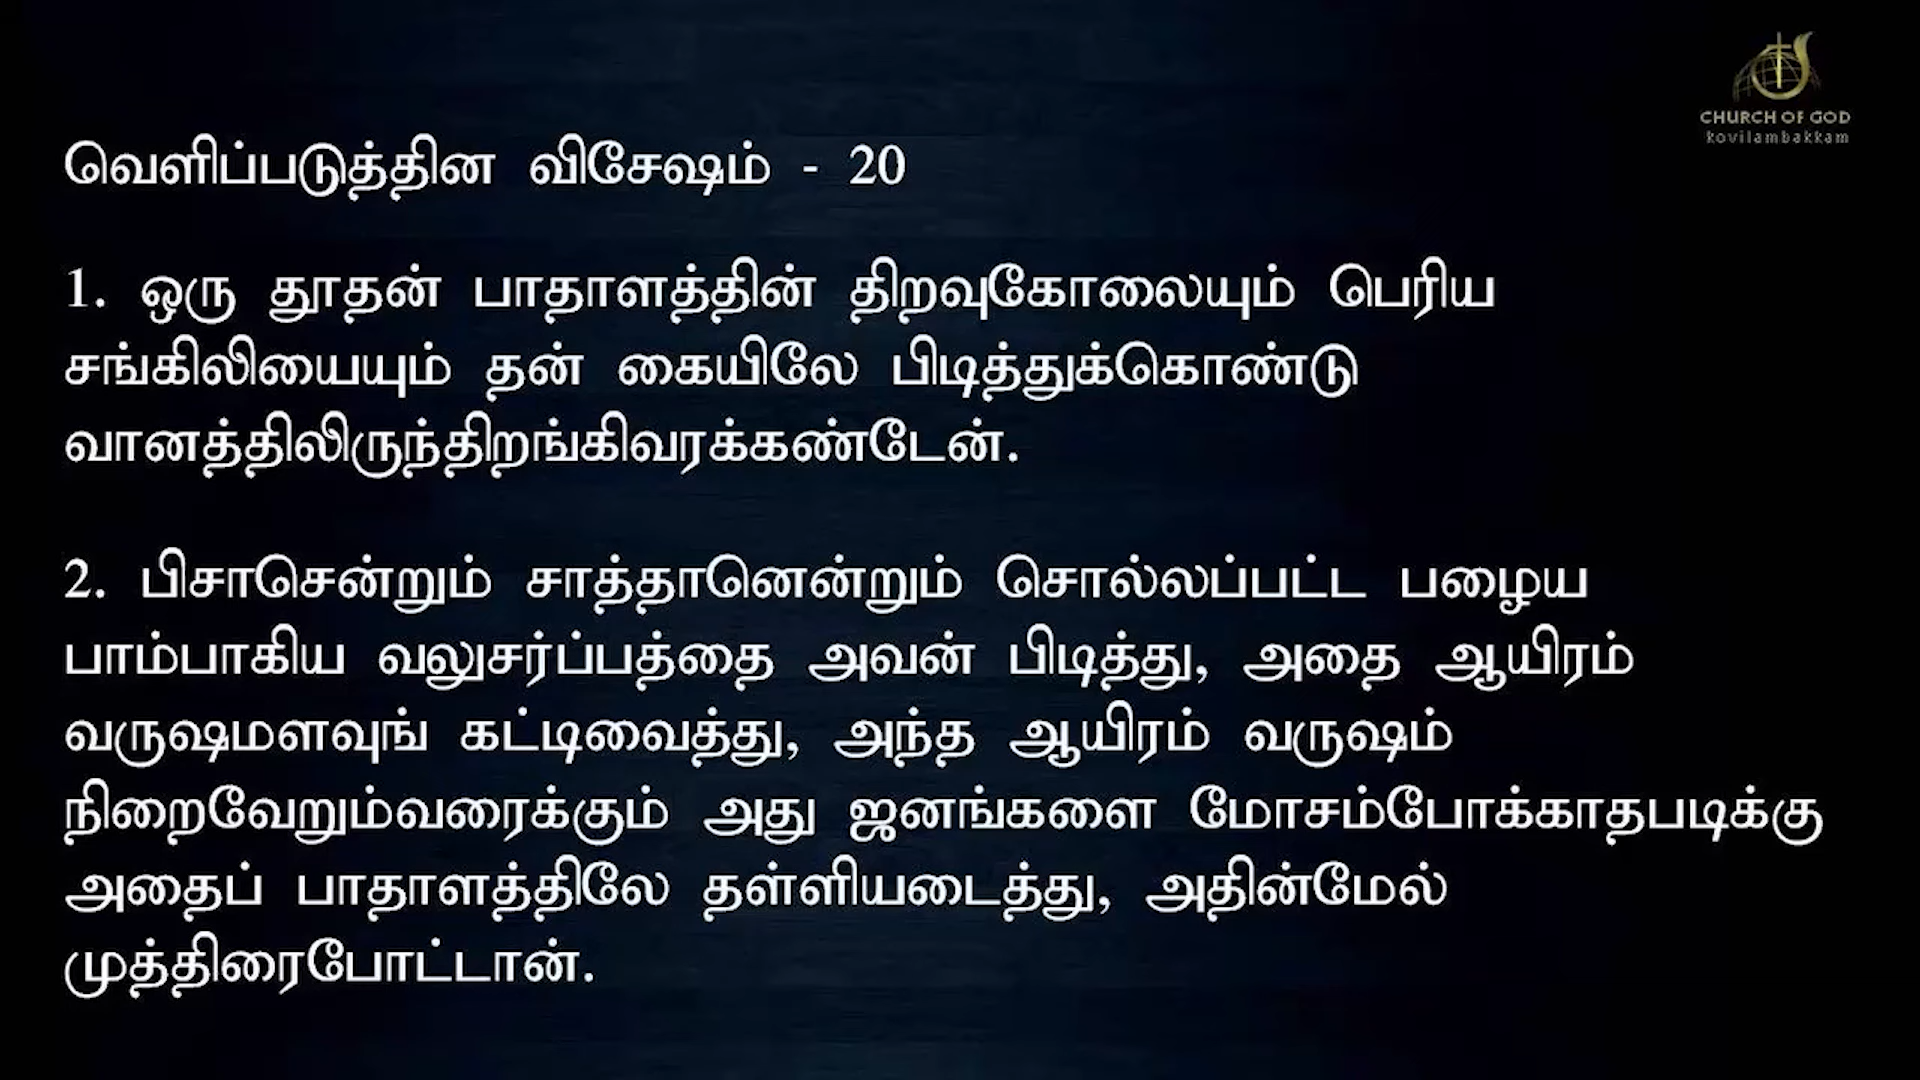 CHURCH OF GOD
kovilambakkam
வெளிப்படுத்தின விசேஷம் - 20
1. ஒரு தூதன் பாதாளத்தின் திறவுகோலையும் பெரிய
சங்கிலியையும் தன் கையிலே பிடித்துக்கொண்டு
வானத்திலிருந்திறங்கிவரக்கண்டேன்.
2. பிசாசென்றும் சாத்தானென்றும் சொல்லப்பட்ட பழைய
பாம்பாகிய வலுசர்ப்பத்தை அவன் பிடித்து, அதை ஆயிரம்
வருஷமளவுங் கட்டிவைத்து, அந்த ஆயிரம் வருஷம்
நிறைவேறும்வரைக்கும் அது ஜனங்களை மோசம்போக்காதபடிக்கு
அதைப் பாதாளத்திலே தள்ளியடைத்து, அதின்மேல்
முத்திரைபோட்டான்.